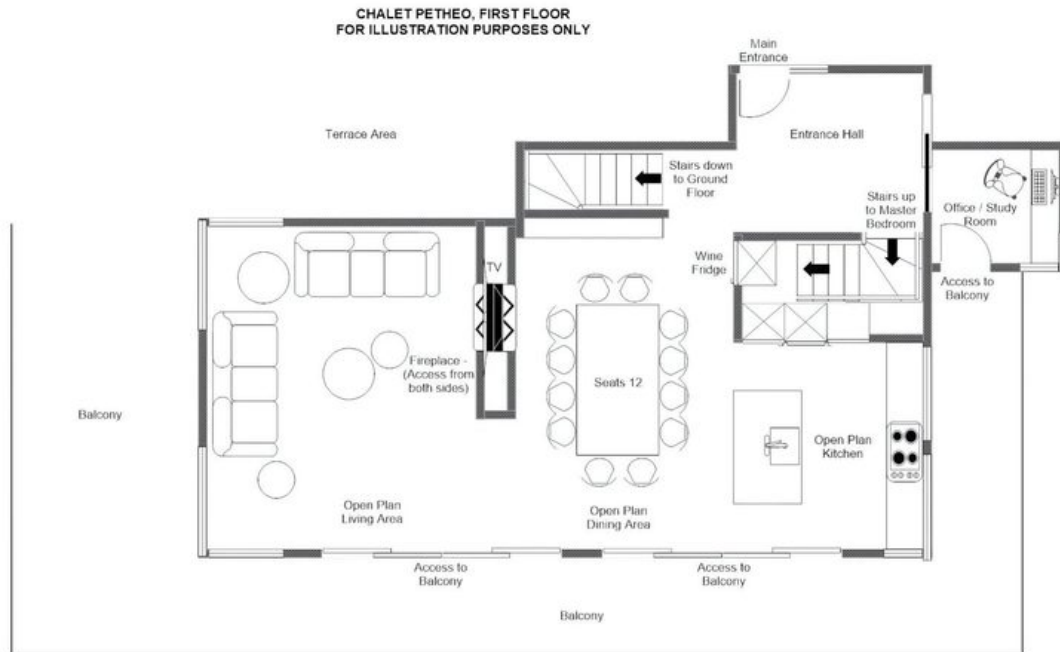 CHALET PETHEO, FIRST FLOOR
FOR ILLUSTRATION PURPOSES ONLY
Main
Entrance
Terrace Area
Entrance Hall
Stairs down
to Ground
Floor
Stairs up
to Master
Bedroom
Office / Study
Room
Wine
Fridge
TV
Access to
Balcony
Fireplace -
(Access from
both sides)
Seats 12
Balcony
Open Plan
Kitchen
Open Plan
Living Area
Open Plan
Dining Area
Access to
Balcony
Access to
Balcony
Balcony